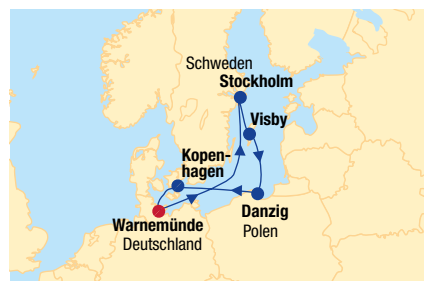 Schweden
Stockholm
Visby
Kopen-
hagen
Danzig
Polen
Warnemünde
Deutschland